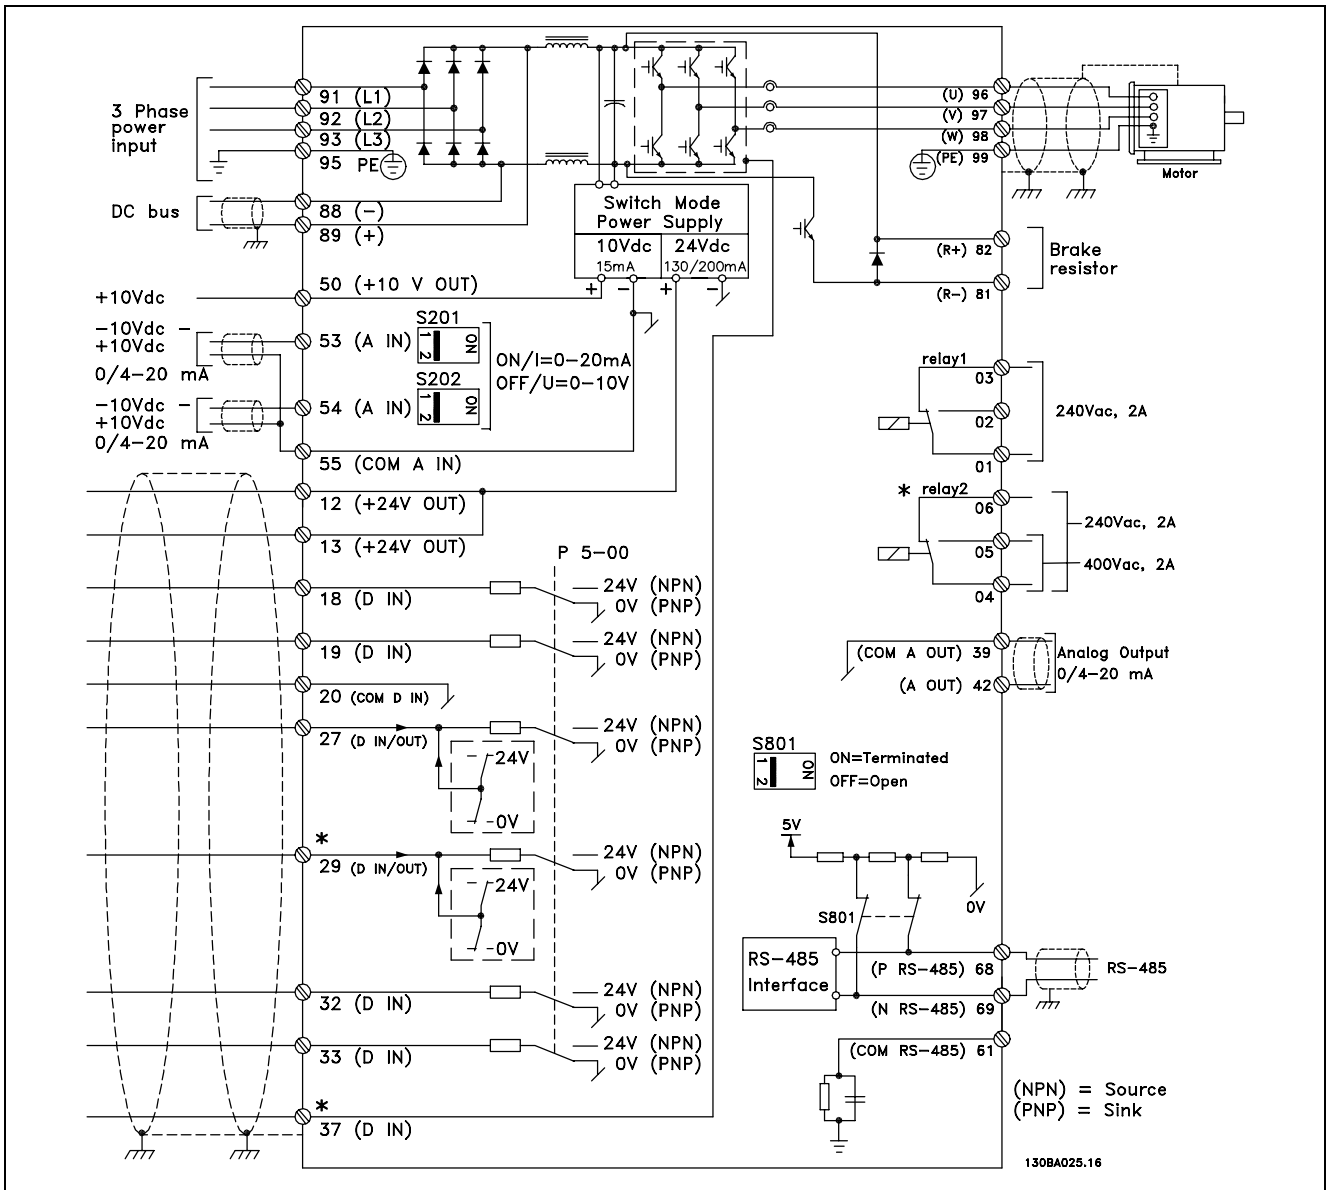 3 Phase
power
input
91 (L1)
92 (L2)
93 (L3)
95 PE
DC bus
88 (-)
89 (+)
+10Vdc
50 (+10 V OUT)
-10Vdc -
+10Vdc
0/4-20 mA
53 (A IN)
-10Vdc -
+10Vdc
0/4-20 mA
54 (A IN)
55 (COM A IN)
S201
1 2 ON
S202
1 2 ON
ON/I=0-20mA
OFF/U=0-10V
Switch Mode
Power Supply
10Vdc
15mA
24Vdc
130/200mA
+ - + -
12 (+24V OUT)
13 (+24V OUT)
P 5-00
18 (D IN)
24V (NPN)
0V (PNP)
19 (D IN)
24V (NPN)
0V (PNP)
20 (COM D IN)
27 (D IN/OUT)
24V (NPN)
0V (PNP)
24V
0V
*
29 (D IN/OUT)
24V (NPN)
0V (PNP)
24V
0V
32 (D IN)
24V (NPN)
0V (PNP)
33 (D IN)
24V (NPN)
0V (PNP)
*
37 (D IN)
(U) 96
(V) 97
(W) 98
(PE) 99
Motor
(R+) 82
(R-) 81
Brake
resistor
relay1
03
02
01
240Vac, 2A
* relay2
06
05
04
240Vac, 2A
400Vac, 2A
(COM A OUT) 39
(A OUT) 42
Analog Output
0/4-20 mA
S801
1 2 ON
ON=Terminated
OFF=Open
5V
0V
S801
RS-485
Interface
(P RS-485) 68
(N RS-485) 69
RS-485
(COM RS-485) 61
(NPN) = Source
(PNP) = Sink
130BA025.16